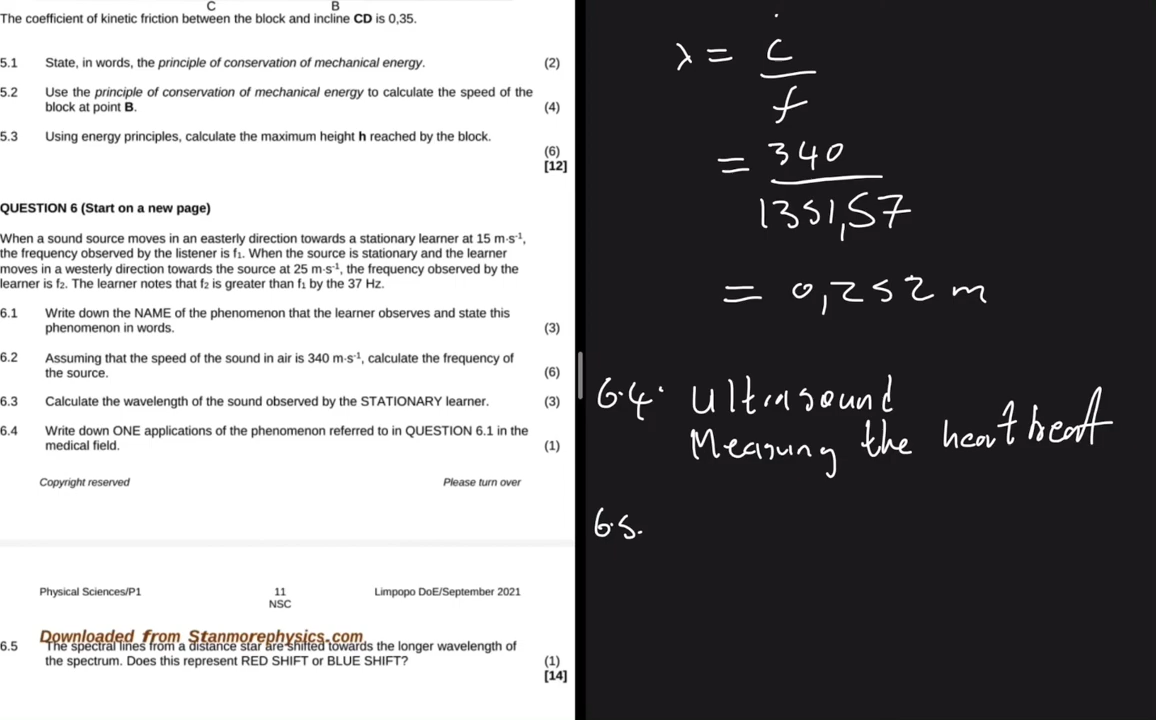 C B
The coefficient of kinetic friction between the block and incline CD is 0,35.
5.1 State, in words, the principle of conservation of mechanical energy. (2)
5.2 Use the principle of conservation of mechanical energy to calculate the speed of the
block at point B. (4)
5.3 Using energy principles, calculate the maximum height h reached by the block.
(6)
[12]
QUESTION 6 (Start on a new page)
When a sound source moves in an easterly direction towards a stationary learner at 15 m·s⁻¹,
the frequency observed by the listener is f₁. When the source is stationary and the learner
moves in a westerly direction towards the source at 25 m·s⁻¹, the frequency observed by the
learner is f₂. The learner notes that f₂ is greater than f₁ by the 37 Hz.
6.1 Write down the NAME of the phenomenon that the learner observes and state this
phenomenon in words. (3)
6.2 Assuming that the speed of the sound in air is 340 m·s⁻¹, calculate the frequency of
the source. (6)
6.3 Calculate the wavelength of the sound observed by the STATIONARY learner. (3)
6.4 Write down ONE applications of the phenomenon referred to in QUESTION 6.1 in the
medical field. (1)
Copyright reserved Please turn over
Physical Sciences/P1 11 Limpopo DoE/September 2021
NSC
Downloaded from Stanmorephysics.com
6.5 The spectral lines from a distance star are shifted towards the longer wavelength of
the spectrum. Does this represent RED SHIFT or BLUE SHIFT? (1)
[14]
λ = c
f
= 340
1351,57
= 0,252 m
6.4. Ultrasound
Measuring the heart beat
6.5.